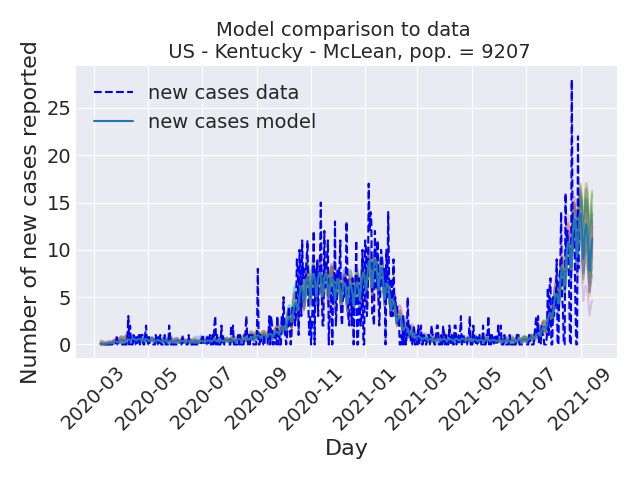 Model comparison to data
US - Kentucky - McLean, pop. = 9207
Number of new cases reported
new cases data
new cases model
25
20
15
10
5
0
2020-03
2020-05
2020-07
2020-09
2020-11
2021-01
2021-03
2021-05
2021-07
2021-09
Day